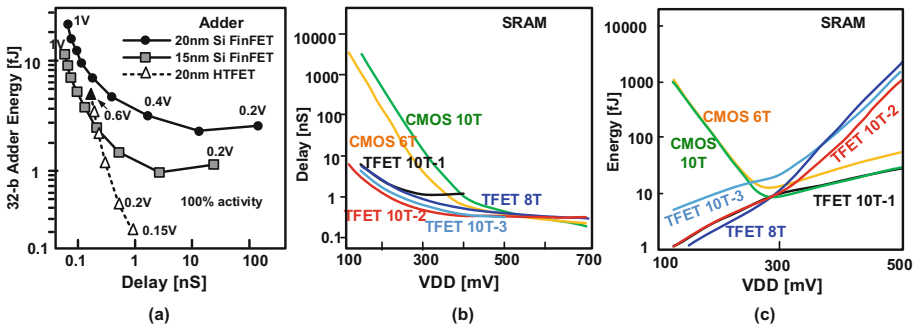 (a)
Adder
20nm Si FinFET
15nm Si FinFET
20nm HTFET
1V
1V
0.6V
0.4V
0.2V
0.2V
0.2V
0.15V
100% activity
32-b Adder Energy [fJ]
10
1
0.1
0.1
1
10
100
Delay [nS]
(a)
(b)
SRAM
Delay [nS]
10000
1000
100
10
1
0.1
CMOS 10T
CMOS 6T
TFET 10T-1
TFET 8T
TFET 10T-2
TFET 10T-3
100
300
500
700
VDD [mV]
(b)
(c)
SRAM
Energy [fJ]
10000
1000
100
10
1
CMOS 6T
CMOS
10T
TFET 10T-2
TFET 10T-3
TFET 10T-1
TFET 8T
100
300
500
VDD [mV]
(c)